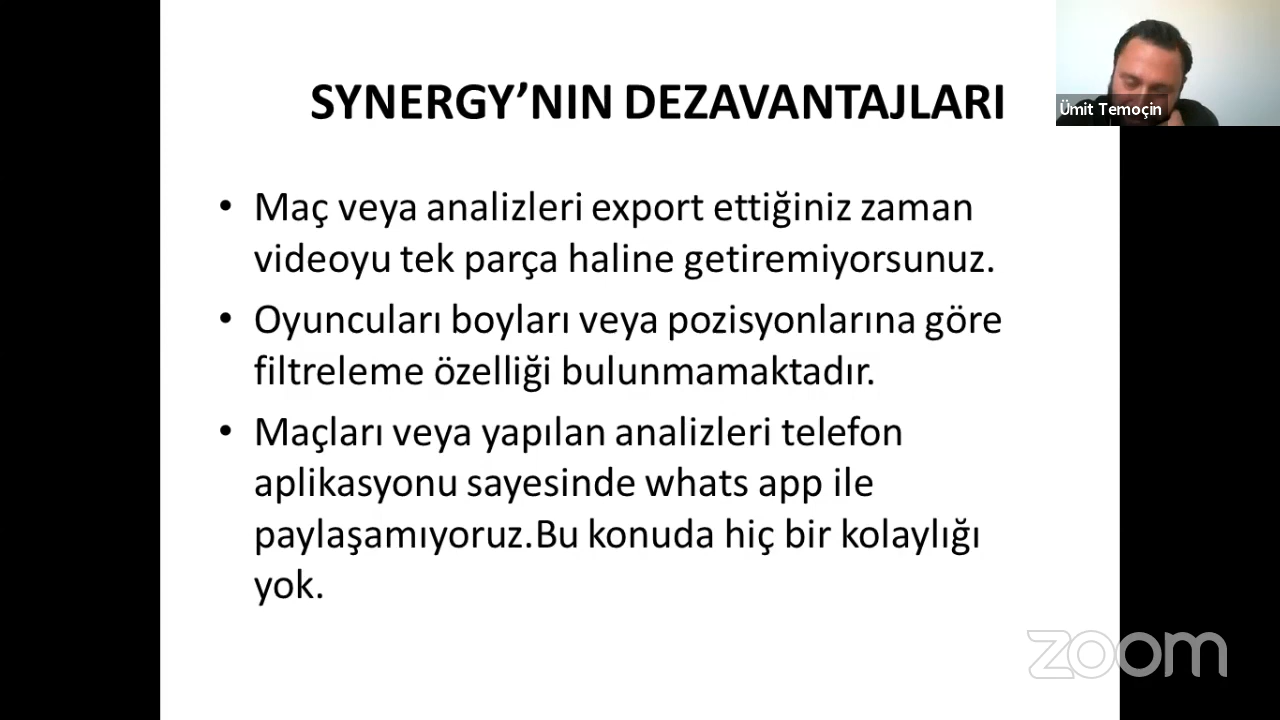 SYNERGY’NIN DEZAVANTAJLARI
Ümit Temoçin
• Maç veya analizleri export ettiğiniz zaman
videoyu tek parça haline getiremiyorsunuz.
• Oyuncuları boyları veya pozisyonlarına göre
filtreleme özelliği bulunmamaktadır.
• Maçları veya yapılan analizleri telefon
aplikasyonu sayesinde whats app ile
paylaşamıyoruz.Bu konuda hiç bir kolaylığı
yok.
zoom